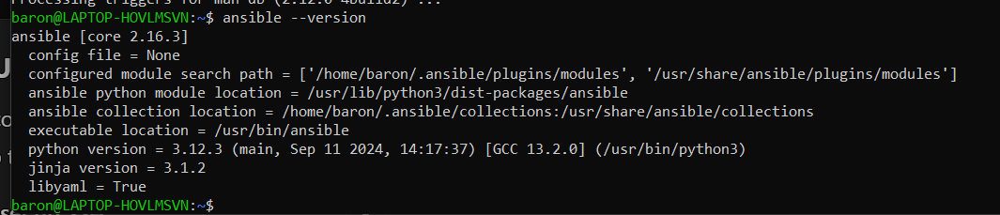 Processing triggers for man-db (2.12.0-4build2) ...
baron@LAPTOP-HOVLMSVN:~$ ansible --version
ansible [core 2.16.3]
  config file = None
  configured module search path = ['/home/baron/.ansible/plugins/modules', '/usr/share/ansible/plugins/modules']
  ansible python module location = /usr/lib/python3/dist-packages/ansible
  ansible collection location = /home/baron/.ansible/collections:/usr/share/ansible/collections
  executable location = /usr/bin/ansible
  python version = 3.12.3 (main, Sep 11 2024, 14:17:37) [GCC 13.2.0] (/usr/bin/python3)
  jinja version = 3.1.2
  libyaml = True
baron@LAPTOP-HOVLMSVN:~$